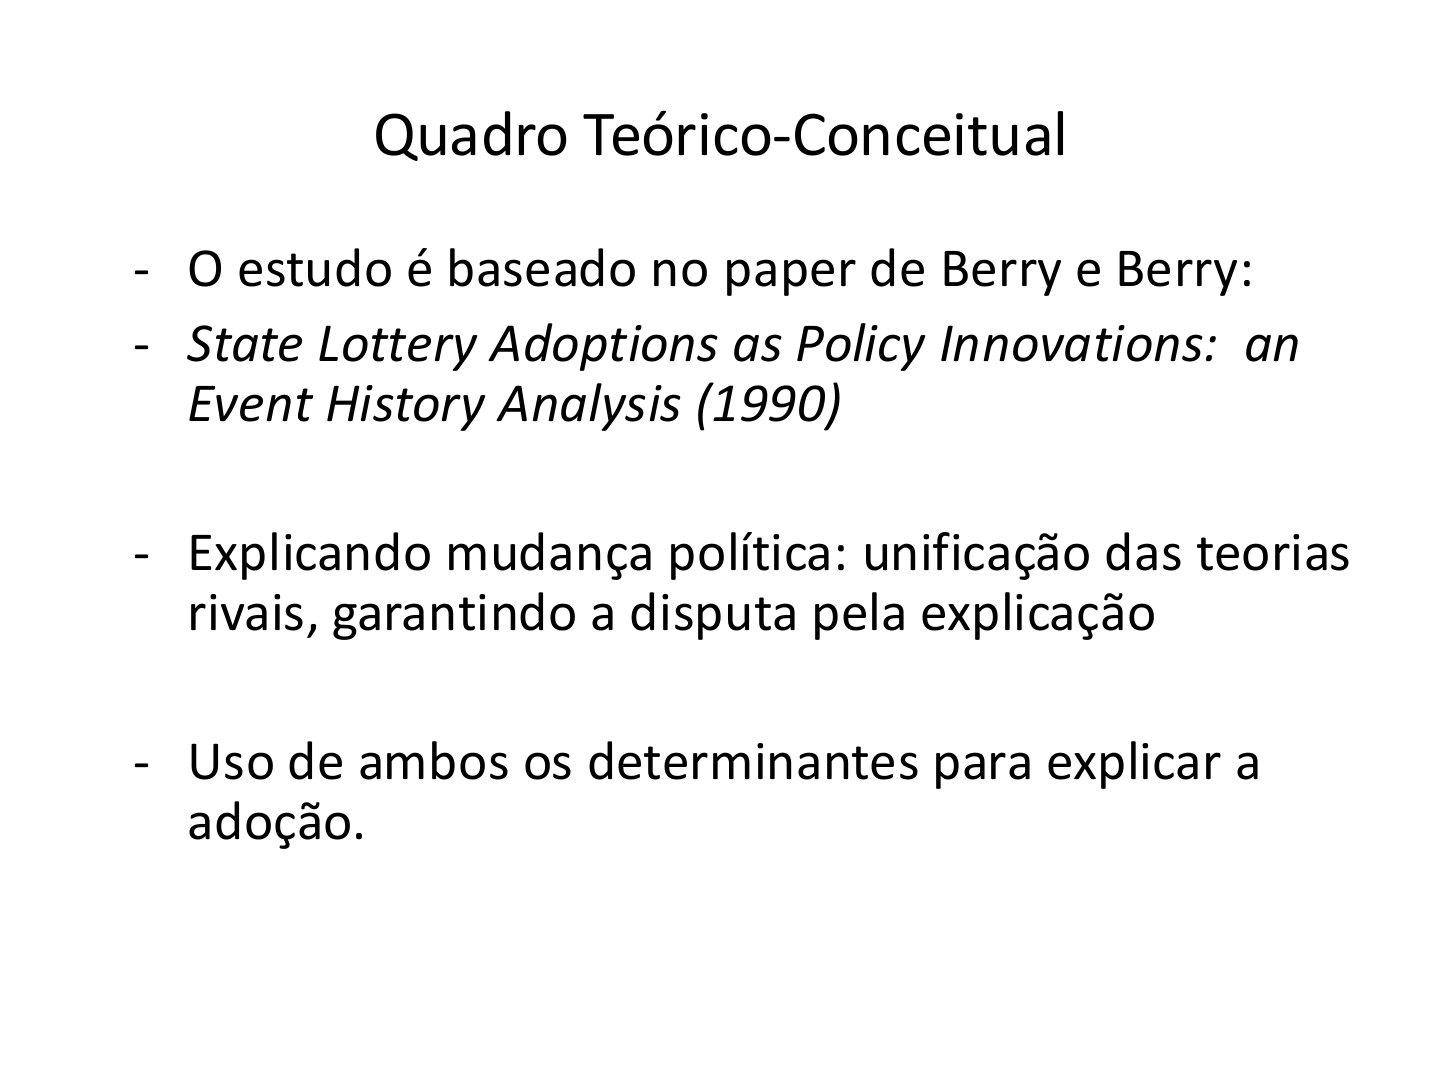 Quadro Teórico-Conceitual
- O estudo é baseado no paper de Berry e Berry:
- State Lottery Adoptions as Policy Innovations:  an
Event History Analysis (1990)
- Explicando mudança política: unificação das teorias
rivais, garantindo a disputa pela explicação
- Uso de ambos os determinantes para explicar a
adoção.